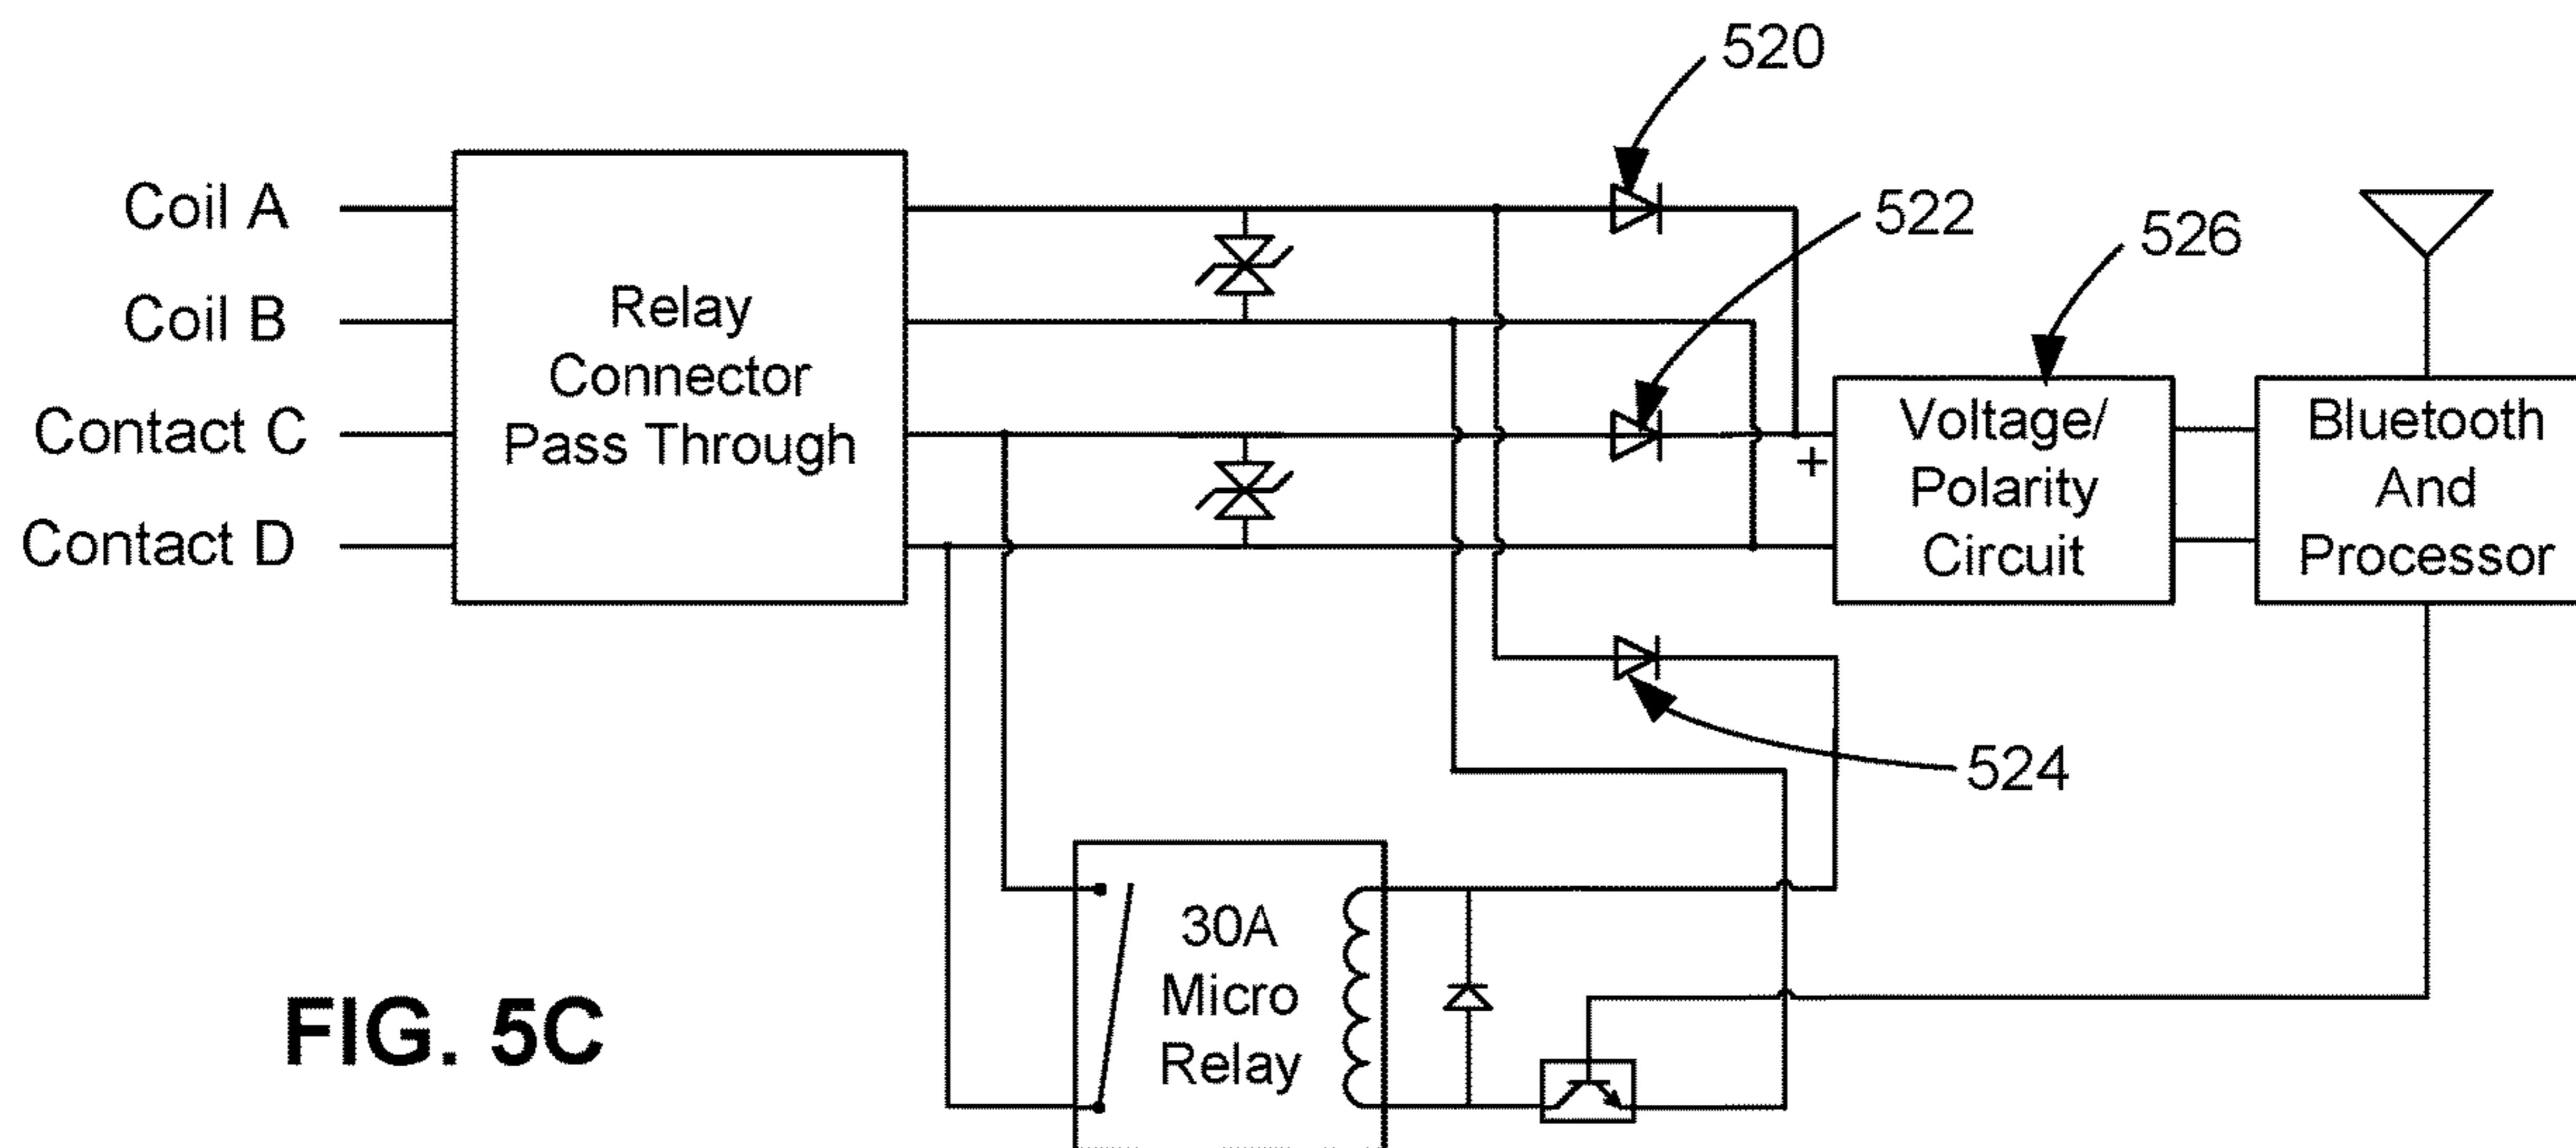 520
522
526
Coil A
Coil B
Contact C
Contact D
Relay
Connector
Pass Through
+
Voltage/
Polarity
Circuit
Bluetooth
And
Processor
524
30A
Micro
Relay
FIG. 5C